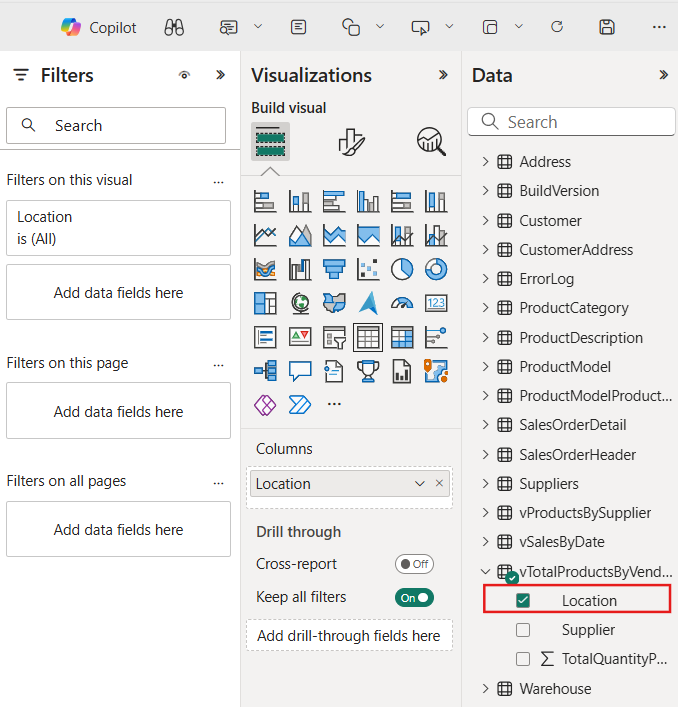 Copilot
Filters
Search
Filters on this visual
Location
is (All)
Add data fields here
Filters on this page
Add data fields here
Filters on all pages
Add data fields here
Visualizations
Build visual
123
Columns
Location
Drill through
Cross-report
Off
Keep all filters
On
Add drill-through fields here
Data
Search
Address
BuildVersion
Customer
CustomerAddress
ErrorLog
ProductCategory
ProductDescription
ProductModel
ProductModelProduct...
SalesOrderDetail
SalesOrderHeader
Suppliers
vProductsBySupplier
vSalesByDate
vTotalProductsByVend...
Location
Supplier
TotalQuantityP...
Warehouse